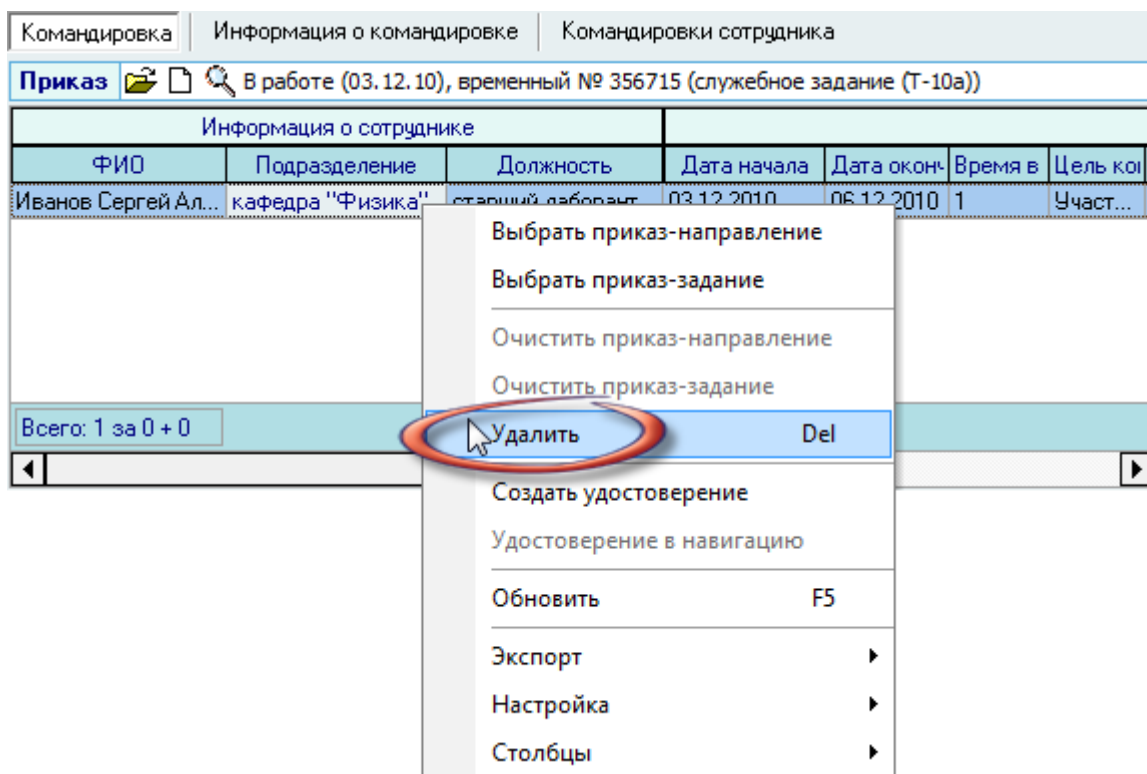 Командировка Информация о командировке Командировки сотрудника
Приказ В работе (03.12.10), временный № 356715 (служебное задание (Т-10а))
Информация о сотруднике
ФИО Подразделение Должность Дата начала Дата оконч Время в Цель ко
Иванов Сергей Ал... кафедра "Физика" старший лаборант 03.12.2010 06.12.2010 1 Участ...
Выбрать приказ-направление
Выбрать приказ-задание
Очистить приказ-направление
Очистить приказ-задание
Всего: 1 за 0 + 0
Удалить Del
Создать удостоверение
Удостоверение в навигацию
Обновить F5
Экспорт
Настройка
Столбцы